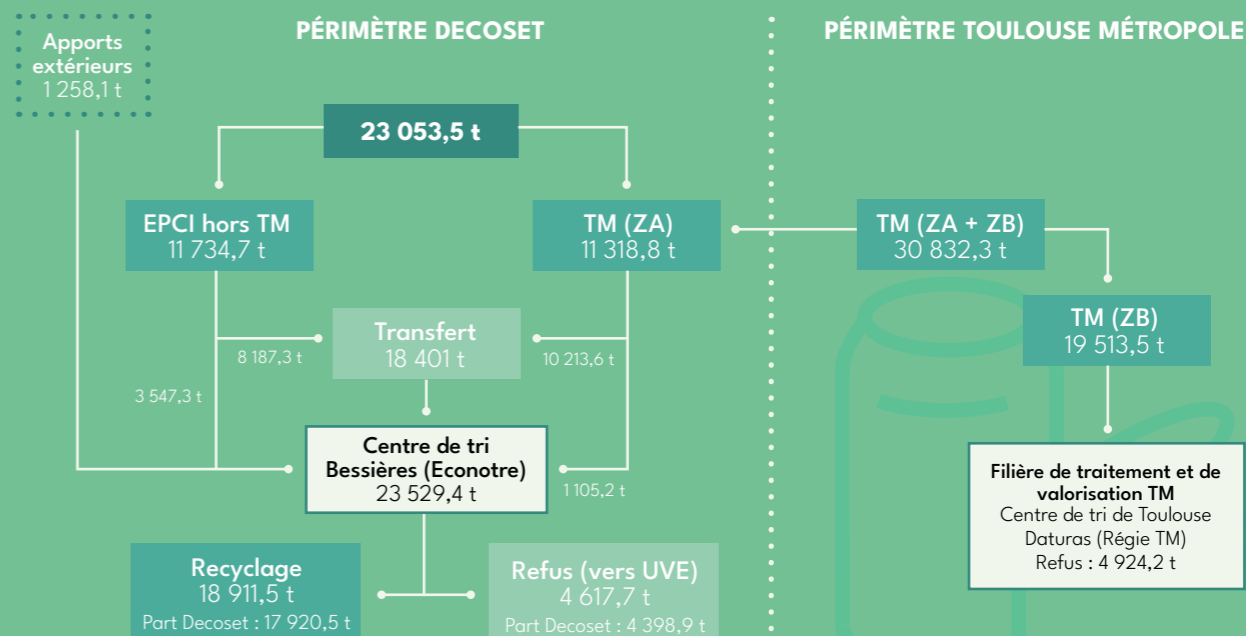 PÉRIMÈTRE DECOSET
PÉRIMÈTRE TOULOUSE MÉTROPOLE
Apports
extérieurs
1 258,1 t
23 053,5 t
EPCI hors TM
11 734,7 t
TM (ZA)
11 318,8 t
TM (ZA + ZB)
30 832,3 t
TM (ZB)
19 513,5 t
Transfert
18 401 t
8 187,3 t
10 213,6 t
3 547,3 t
Centre de tri
Bessières (Econotre)
23 529,4 t
1 105,2 t
Filière de traitement et de
valorisation TM
Centre de tri de Toulouse
Daturas (Régie TM)
Refus : 4 924,2 t
Recyclage
18 911,5 t
Part Decoset : 17 920,5 t
Refus (vers UVE)
4 617,7 t
Part Decoset : 4 398,9 t